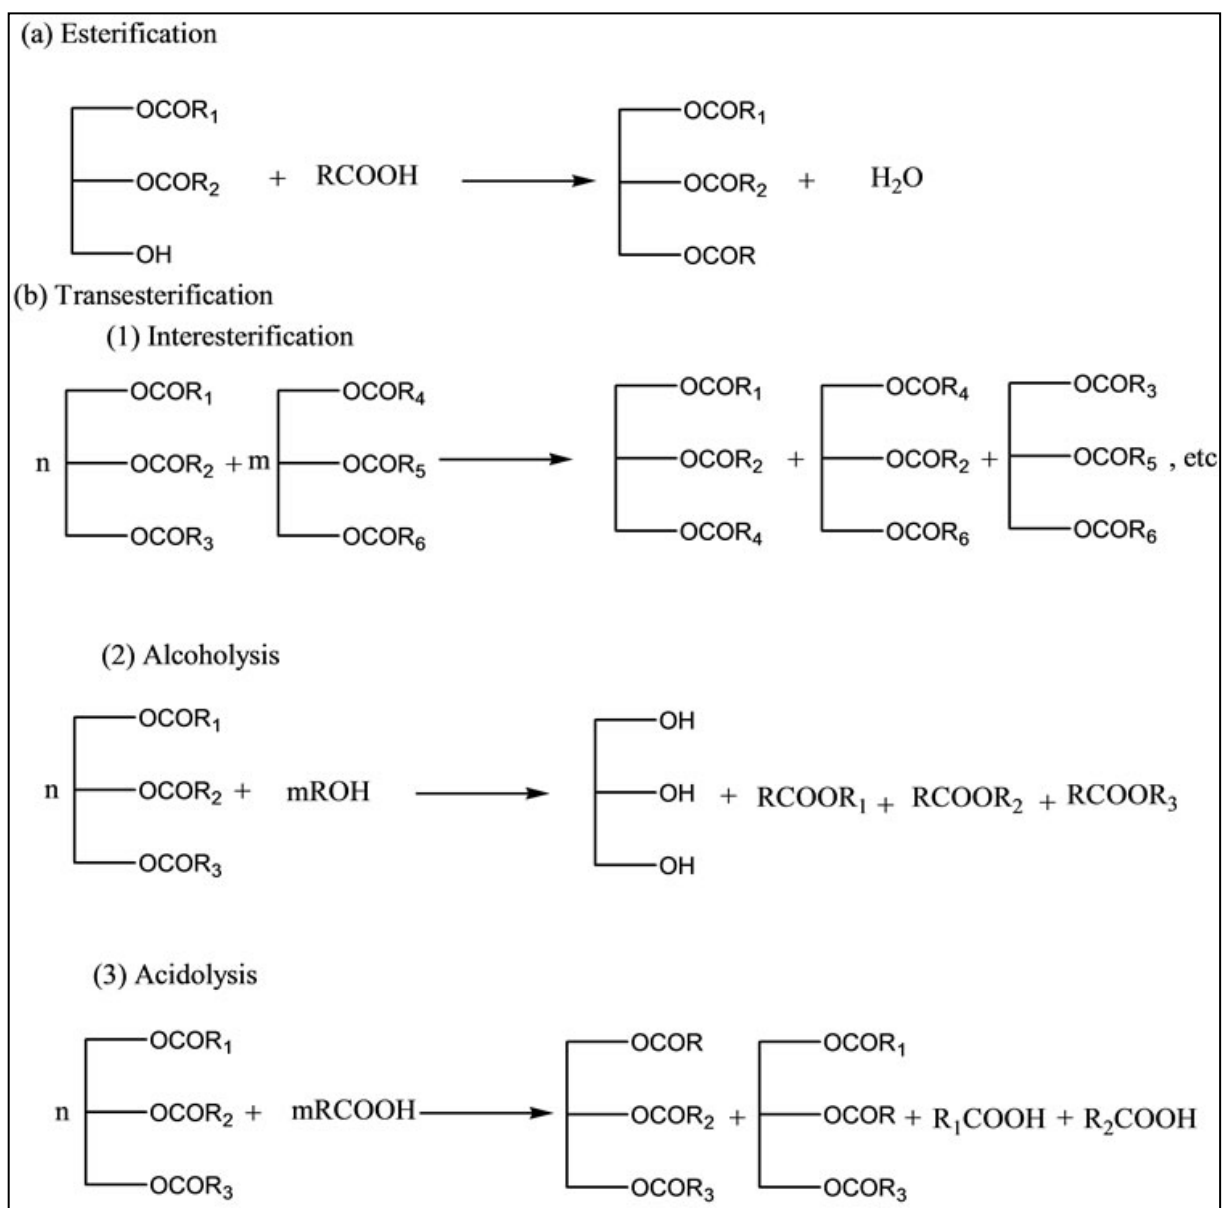 (a) Esterification
OCOR₁ OCOR₁
OCOR₂ + RCOOH OCOR₂ + H₂O
OH OCOR
(b) Transesterification
(1) Interesterification
OCOR₁ OCOR₄ OCOR₁ OCOR₄ OCOR₃
n OCOR₂ + m OCOR₅ OCOR₂ + OCOR₂ + OCOR₅ , etc
OCOR₃ OCOR₆ OCOR₄ OCOR₆ OCOR₆
(2) Alcoholysis
OCOR₁ OH
n OCOR₂ + mROH OH + RCOOR₁ + RCOOR₂ + RCOOR₃
OCOR₃ OH
(3) Acidolysis
OCOR₁ OCOR OCOR₁
n OCOR₂ + mRCOOH OCOR₂ + OCOR + R₁COOH + R₂COOH
OCOR₃ OCOR₃ OCOR₃